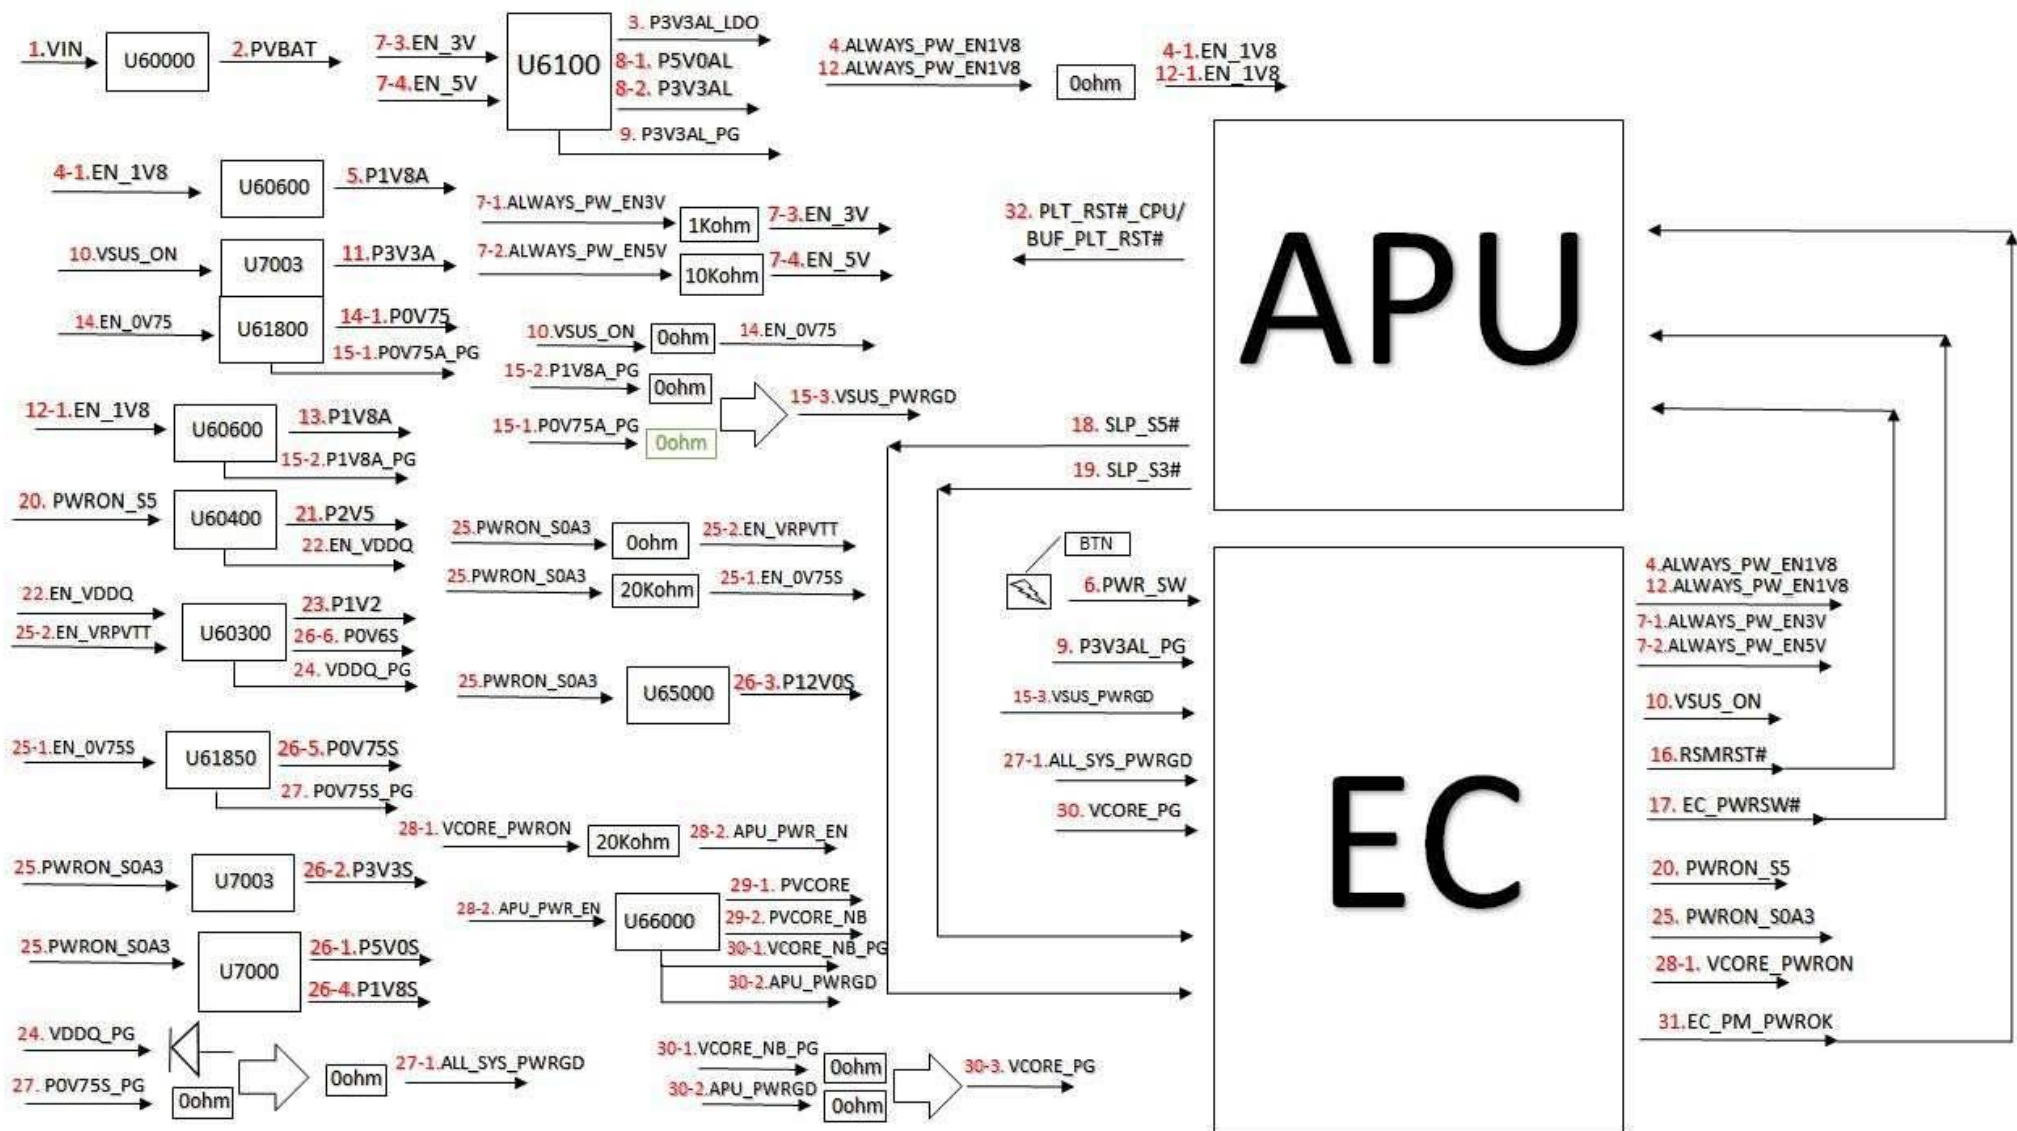 1.VIN
U60000
2.PVBAT
7-3.EN_3V
7-4.EN_5V
U6100
3. P3V3AL_LDO
8-1. P5V0AL
8-2. P3V3AL
9. P3V3AL_PG
4.ALWAYS_PW_EN1V8
12.ALWAYS_PW_EN1V8
0ohm
4-1.EN_1V8
12-1.EN_1V8
4-1.EN_1V8
U60600
5.P1V8A
10.VSUS_ON
U7003
11.P3V3A
14.EN_0V75
U61800
14-1.P0V75
15-1.P0V75A_PG
7-1.ALWAYS_PW_EN3V
1Kohm
7-3.EN_3V
7-2.ALWAYS_PW_EN5V
10Kohm
7-4.EN_5V
10.VSUS_ON
0ohm
14.EN_0V75
15-2.P1V8A_PG
0ohm
15-1.P0V75A_PG
0ohm
15-3.VSUS_PWRGD
12-1.EN_1V8
U60600
13.P1V8A
15-2.P1V8A_PG
20. PWRON_S5
U60400
21.P2V5
22.EN_VDDQ
22.EN_VDDQ
25-2.EN_VRPVTT
U60300
23.P1V2
26-6. P0V6S
24. VDDQ_PG
25.PWRON_S0A3
0ohm
25-2.EN_VRPVTT
25.PWRON_S0A3
20Kohm
25-1.EN_0V75S
25.PWRON_S0A3
U65000
26-3.P12V0S
25-1.EN_0V75S
U61850
26-5.P0V75S
27. P0V75S_PG
28-1. VCORE_PWRON
20Kohm
28-2. APU_PWR_EN
25.PWRON_S0A3
U7003
26-2.P3V3S
28-2. APU_PWR_EN
U66000
29-1. PVCORE
29-2. PVCORE_NB
30-1.VCORE_NB_PG
30-2.APU_PWRGD
25.PWRON_S0A3
U7000
26-1.P5V0S
26-4.P1V8S
24. VDDQ_PG
27. P0V75S_PG
0ohm
0ohm
27-1.ALL_SYS_PWRGD
30-1.VCORE_NB_PG
0ohm
30-2.APU_PWRGD
0ohm
30-3. VCORE_PG
32. PLT_RST#_CPU/
BUF_PLT_RST#
APU
18. SLP_S5#
19. SLP_S3#
BTN
6.PWR_SW
9. P3V3AL_PG
15-3.VSUS_PWRGD
27-1.ALL_SYS_PWRGD
30. VCORE_PG
EC
4.ALWAYS_PW_EN1V8
12.ALWAYS_PW_EN1V8
7-1.ALWAYS_PW_EN3V
7-2.ALWAYS_PW_EN5V
10.VSUS_ON
16.RSMRST#
17. EC_PWRSW#
20. PWRON_S5
25. PWRON_S0A3
28-1. VCORE_PWRON
31.EC_PM_PWROK